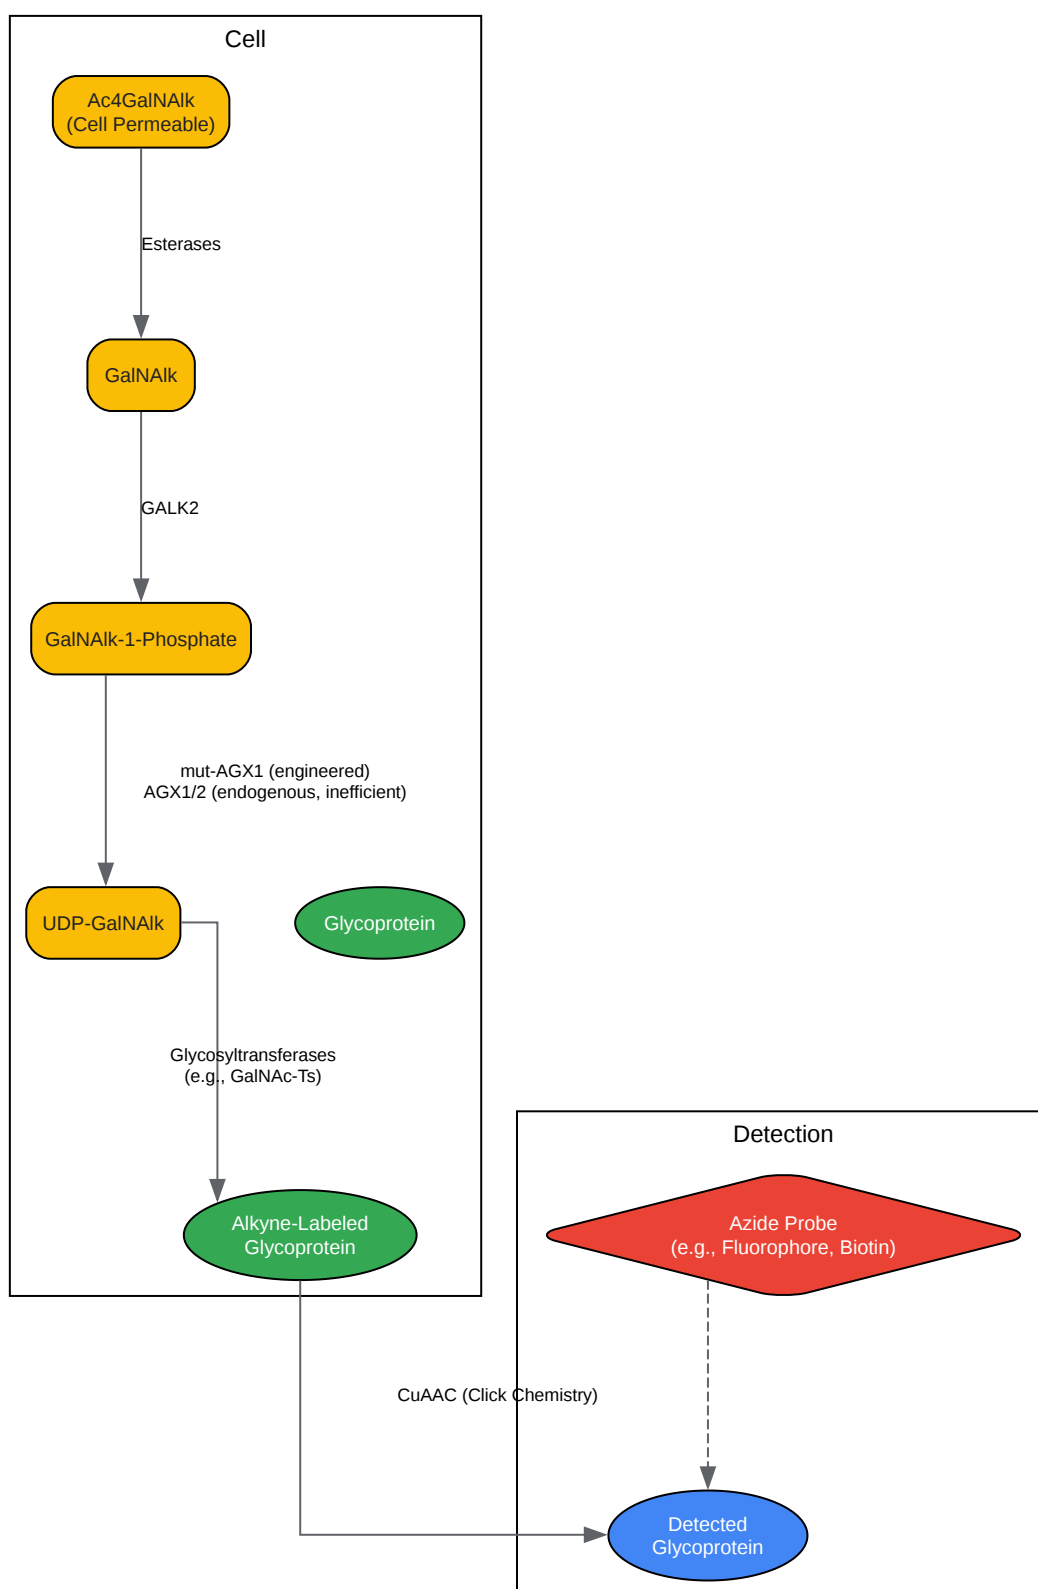 Cell
Ac4GalNAlk
(Cell Permeable)
Esterases
GalNAlk
GALK2
GalNAlk-1-Phosphate
mut-AGX1 (engineered)
AGX1/2 (endogenous, inefficient)
UDP-GalNAlk
Glycoprotein
Glycosyltransferases
(e.g., GalNAc-Ts)
Alkyne-Labeled
Glycoprotein
Detection
Azide Probe
(e.g., Fluorophore, Biotin)
CuAAC (Click Chemistry)
Detected
Glycoprotein